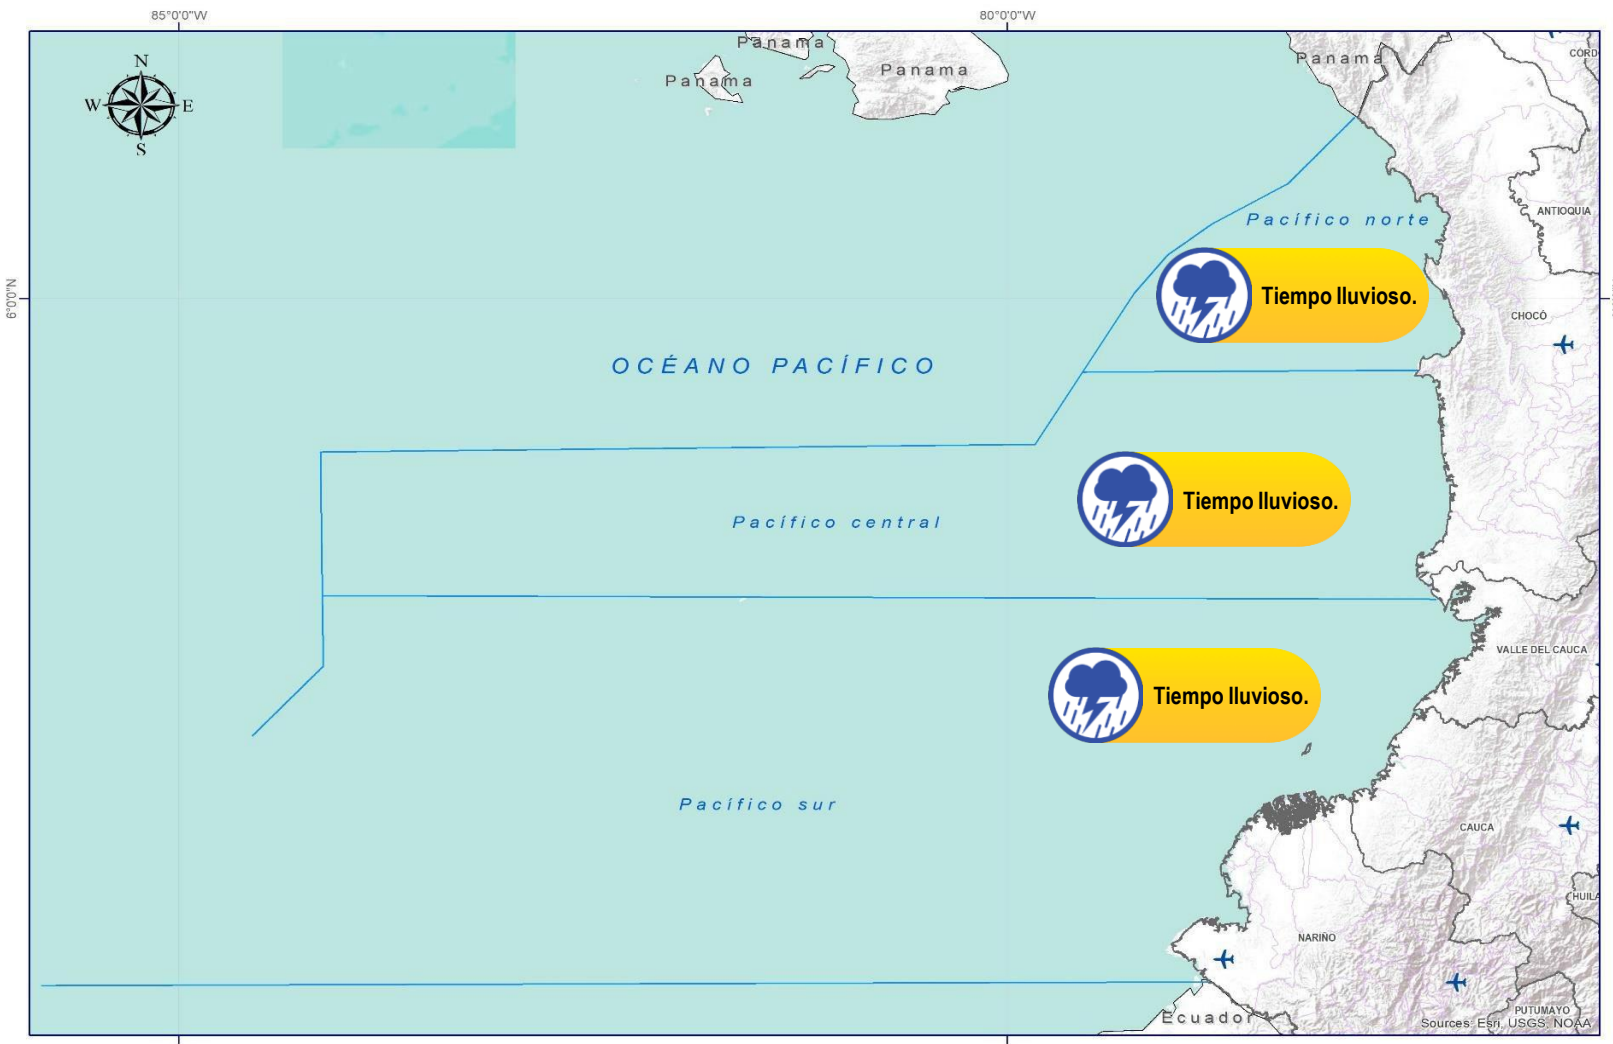 85°0'0"W
80°0'0"W
Panama
Panama
Panama
Panama
N
W
E
S
ANTIOQUIA
Pacífico norte
6°0'0"N
Tiempo lluvioso.
CHOCÓ
OCÉANO PACÍFICO
Tiempo lluvioso.
Pacífico central
VALLE DEL CAUCA
Tiempo lluvioso.
Pacífico sur
CAUCA
HUILA
NARIÑO
PUTUMAYO
Ecuador
Sources: Esri, USGS, NOAA